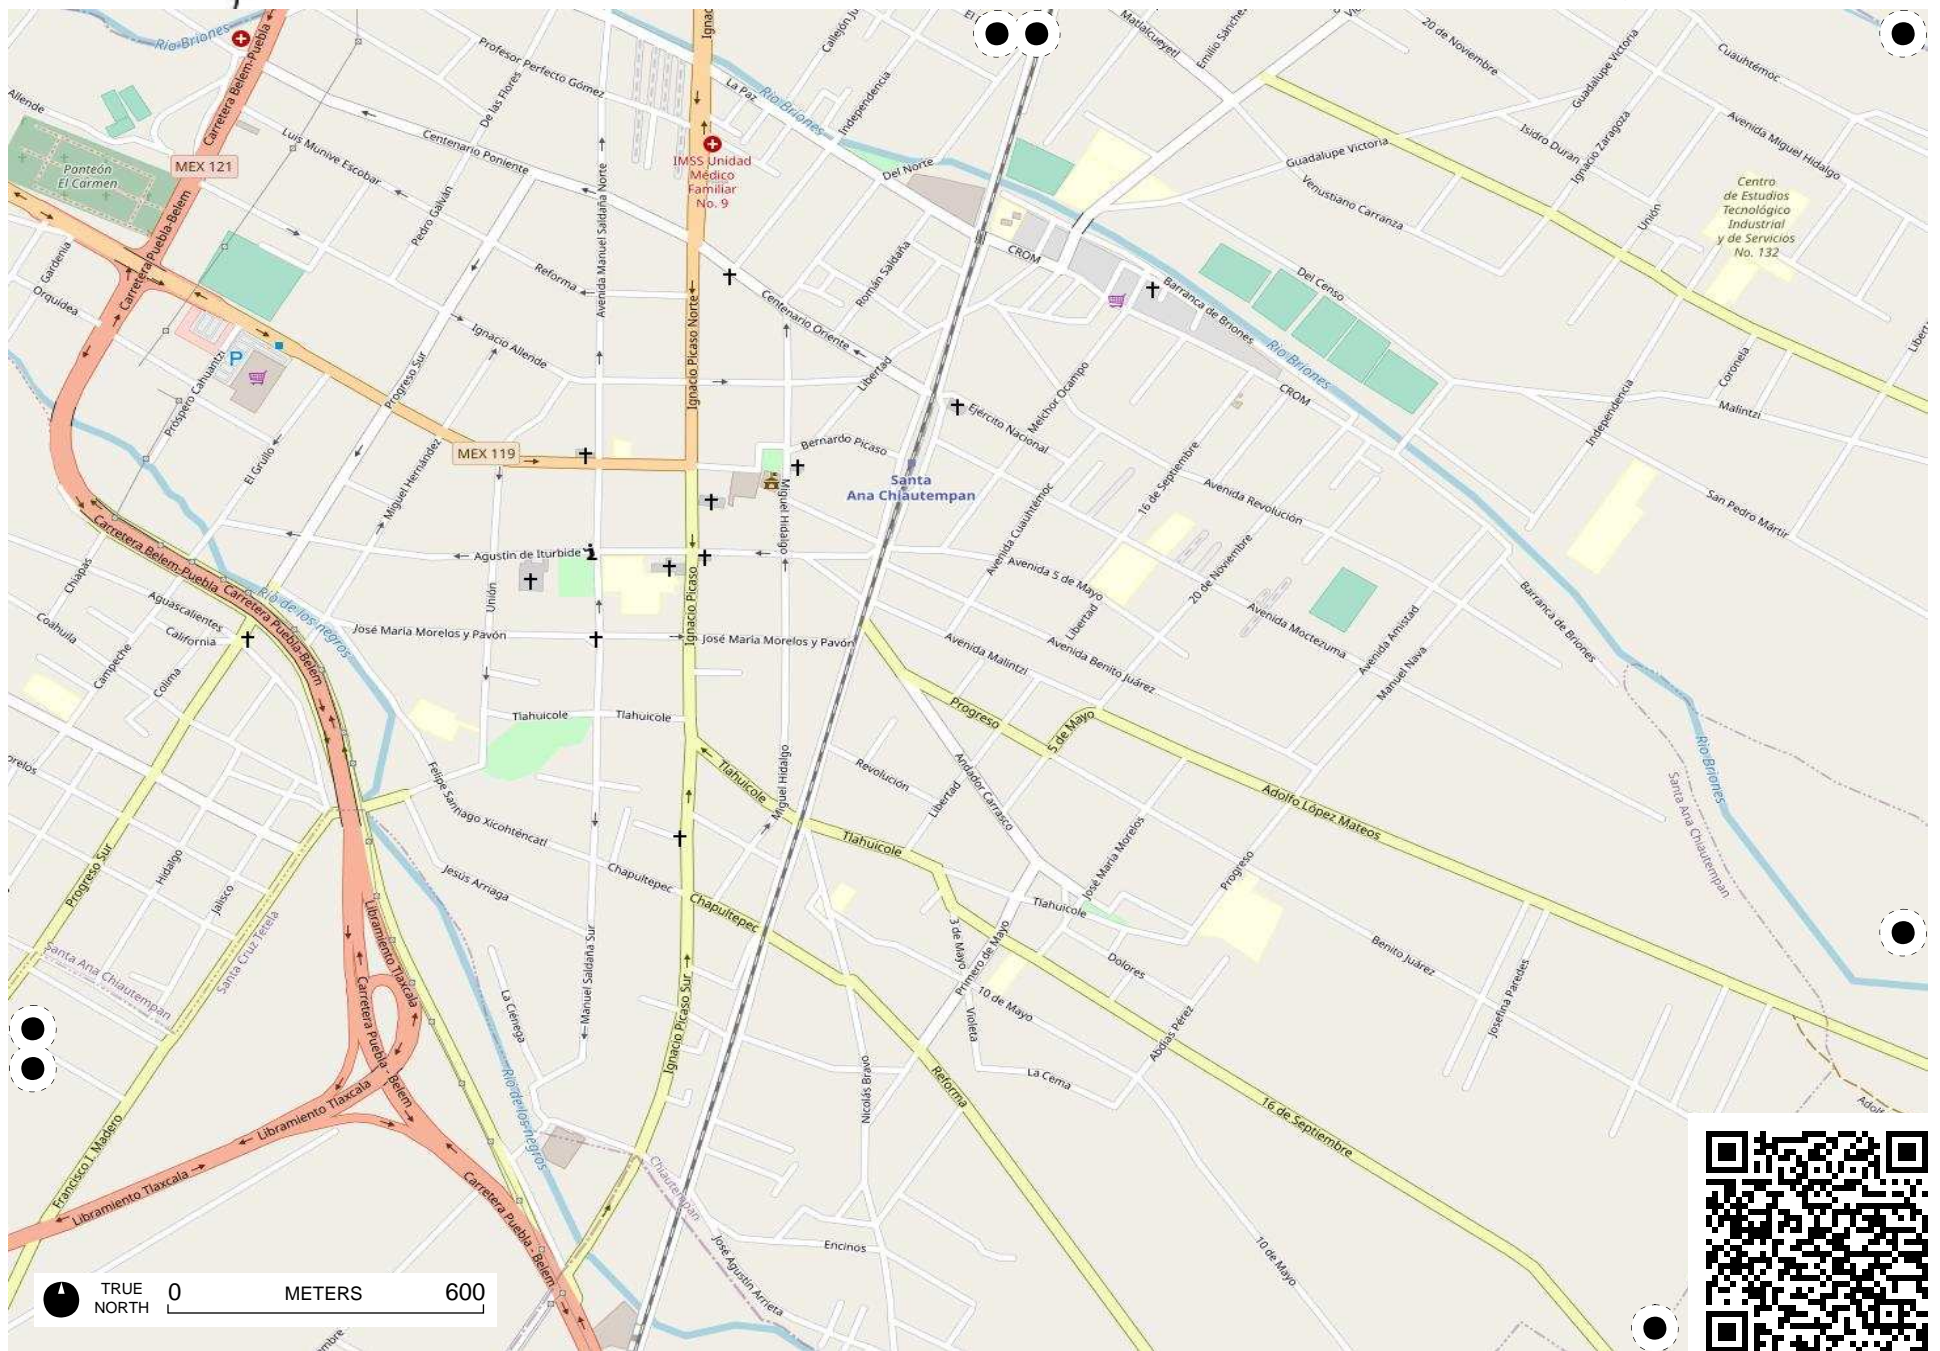 Río Briones
Carretera Belem-Puebla
Profesor Perfecto Gómez
De las Flores
Ignac
La Paz
Río Briones
Independencia
Callejón Ju
Matlalcueyetl
Emilio Sánchez
20 de Noviembre
Guadalupe Victoria
Cuauhtémoc
Allende
Luis Munive Escobar
Centenario Poniente
MEX 121
Panteón
El Carmen
IMSS Unidad
Médico
Familiar
No. 9
Del Norte
Guadalupe Victoria
Isidro Durán
Ignacio Zaragoza
Avenida Miguel Hidalgo
Venustiano Carranza
Unión
Centro
de Estudios
Tecnológico
Industrial
y de Servicios
No. 132
Carretera Puebla-Belem
Pedro Galván
Avenida Manuel Saldaña Norte
Gardenia
Orquídea
Carretera Puebla-Belem
Reforma
Ignacio Picaso Norte
Román Saldaña
CROM
Barranca de Briones
Del Censo
Centenario Oriente
Ignacio Allende
Progreso Sur
P
Próspero Cahuantzi
Libertad
Melchor Ocampo
Río Briones
CROM
Coronela
Malintzi
Independencia
Libert
Ejército Nacional
Bernardo Picaso
El Grullo
Miguel Hernández
MEX 119
Santa
Ana Chiautempan
16 de Septiembre
Avenida Revolución
San Pedro Mártir
Miguel Hidalgo
Avenida Cuauhtémoc
Carretera Belem-Puebla
Carretera Puebla-Belem
Agustín de Iturbide
Avenida 5 de Mayo
20 de Noviembre
Chiapas
Aguascalientes
Río de los negros
Unión
Ignacio Picaso
Libertad
Avenida Moctezuma
Avenida Amistad
Barranca de Briones
Coahuila
California
José María Morelos y Pavón
José María Morelos y Pavón
Avenida Malintzi
Avenida Benito Juárez
Manuel Nava
Campeche
Colima
Tlahuicole
Tlahuicole
Progreso
5 de Mayo
Río Briones
Santa Ana Chiautempan
orelos
Felipe Santiago Xicohténcatl
Tlahuicole
Miguel Hidalgo
Revolución
Libertad
Andador Carrasco
Adolfo López Mateos
Tlahuicole
José María Morelos
Progreso
Progreso Sur
Hidalgo
Jalisco
Jesús Arriaga
Chapultepec
Chapultepec
Tlahuicole
Santa Ana Chiautempan
Santa Cruz Tetela
Libramiento Tlaxcala
Manuel Saldaña Sur
3 de Mayo
Primero de Mayo
Dolores
Benito Juárez
Josefina Paredes
Carretera Puebla - Belem
La Ciénega
Ignacio Picaso Sur
10 de Mayo
Violeta
Abdías Pérez
La Cema
Nicolás Bravo
Reforma
16 de Septiembre
Adolf
Libramiento Tlaxcala
Francisco I. Madero
Río de los negros
Libramiento Tlaxcala
Carretera Puebla - Belem
Chiautempan
José Agustín Arrieta
Encinos
10 de Mayo
TRUE
NORTH
0 METERS 600
mbre